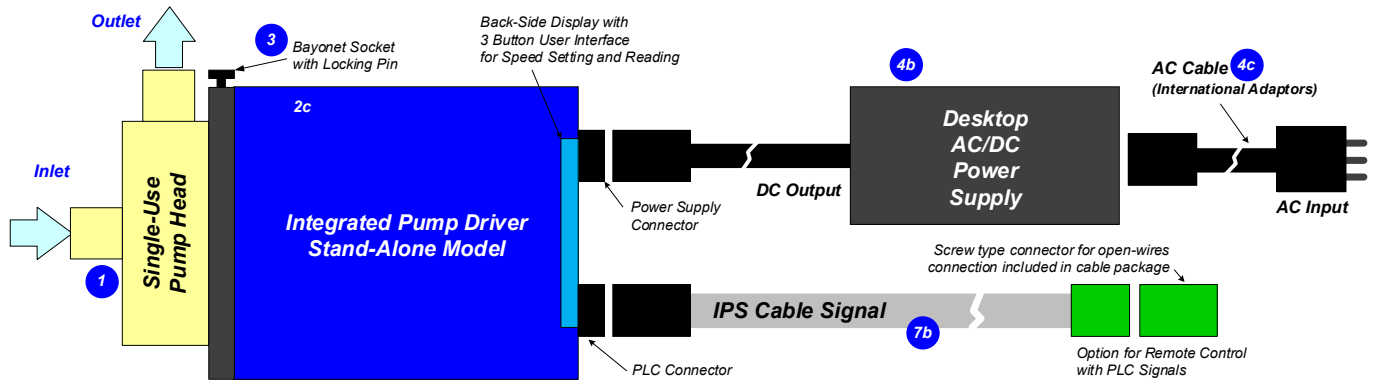 Outlet
3
Bayonet Socket
with Locking Pin
Back-Side Display with
3 Button User Interface
for Speed Setting and Reading
4b
AC Cable
4c
(International Adaptors)
2c
Desktop
AC/DC
Power
Supply
Inlet
Single-Use
Pump Head
1
Integrated Pump Driver
Stand-Alone Model
DC Output
AC Input
Power Supply
Connector
Screw type connector for open-wires
connection included in cable package
IPS Cable Signal
7b
PLC Connector
Option for Remote Control
with PLC Signals